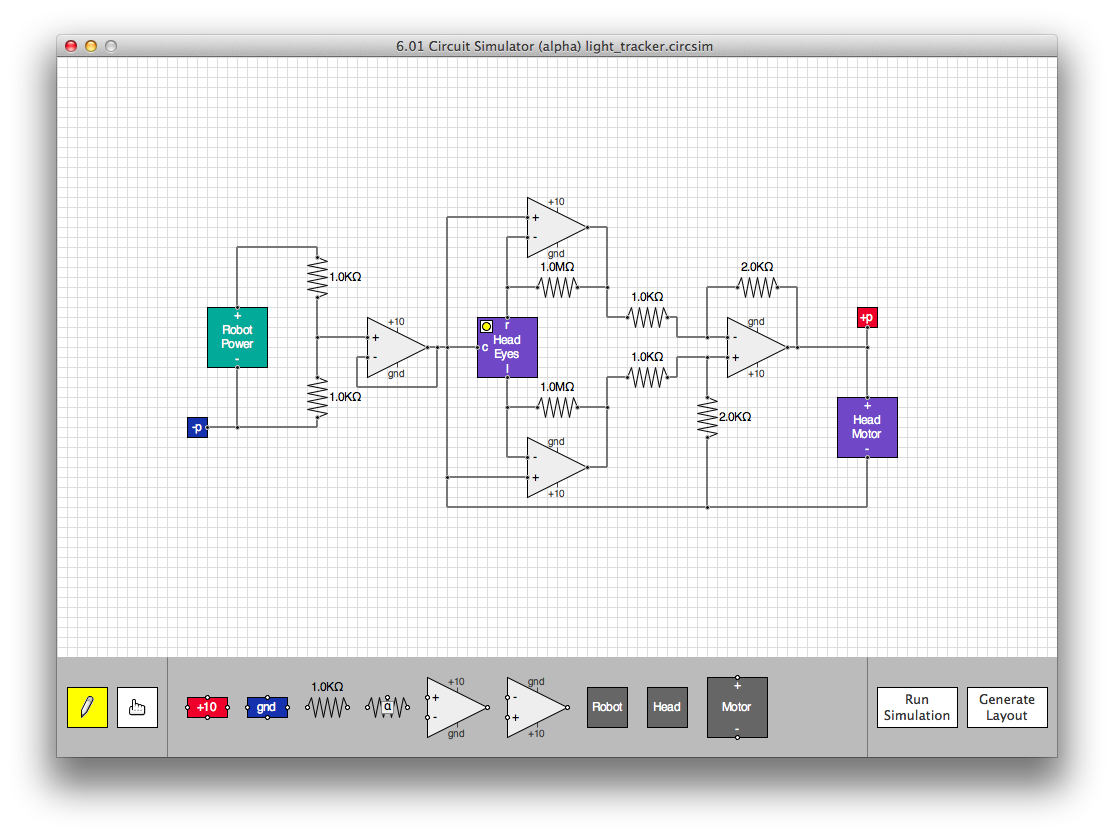 6.01 Circuit Simulator (alpha) light_tracker.circsim
+10
+
-
gnd
1.0MΩ
2.0KΩ
1.0KΩ
1.0KΩ
+
Robot
Power
-
+10
+
-
gnd
r
c
Head
Eyes
l
gnd
-
+
+10
+p
1.0KΩ
1.0MΩ
1.0KΩ
2.0KΩ
+
Head
Motor
-
-p
gnd
-
+
+10
+10
gnd
1.0KΩ
α
+10
+
-
gnd
gnd
-
+
+10
Robot
Head
+
Motor
-
Run
Simulation
Generate
Layout